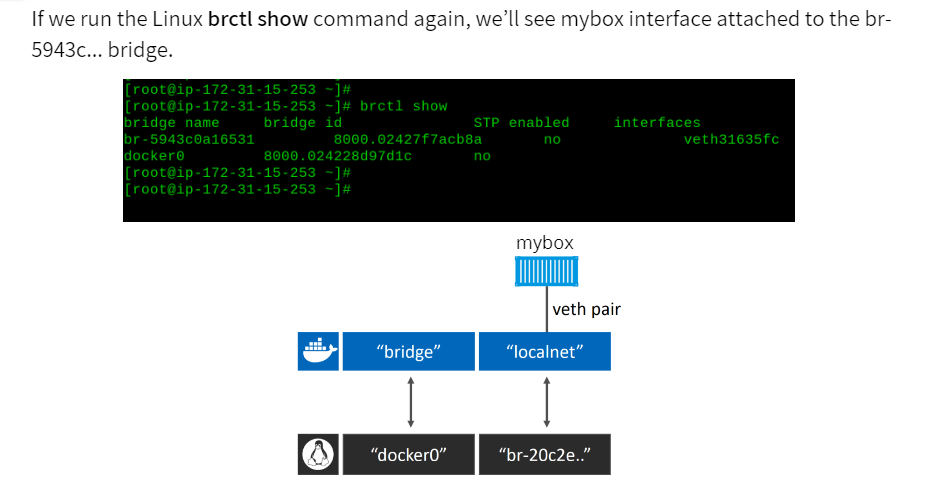 If we run the Linux brctl show command again, we’ll see mybox interface attached to the br-
5943c... bridge.
[root@ip-172-31-15-253 ~]#
[root@ip-172-31-15-253 ~]# brctl show
bridge name bridge id STP enabled interfaces
br-5943c0a16531 8000.02427f7acb8a no veth31635fc
docker0 8000.024228d97d1c no
[root@ip-172-31-15-253 ~]#
[root@ip-172-31-15-253 ~]#
mybox
veth pair
“bridge” “localnet”
“docker0” “br-20c2e..”